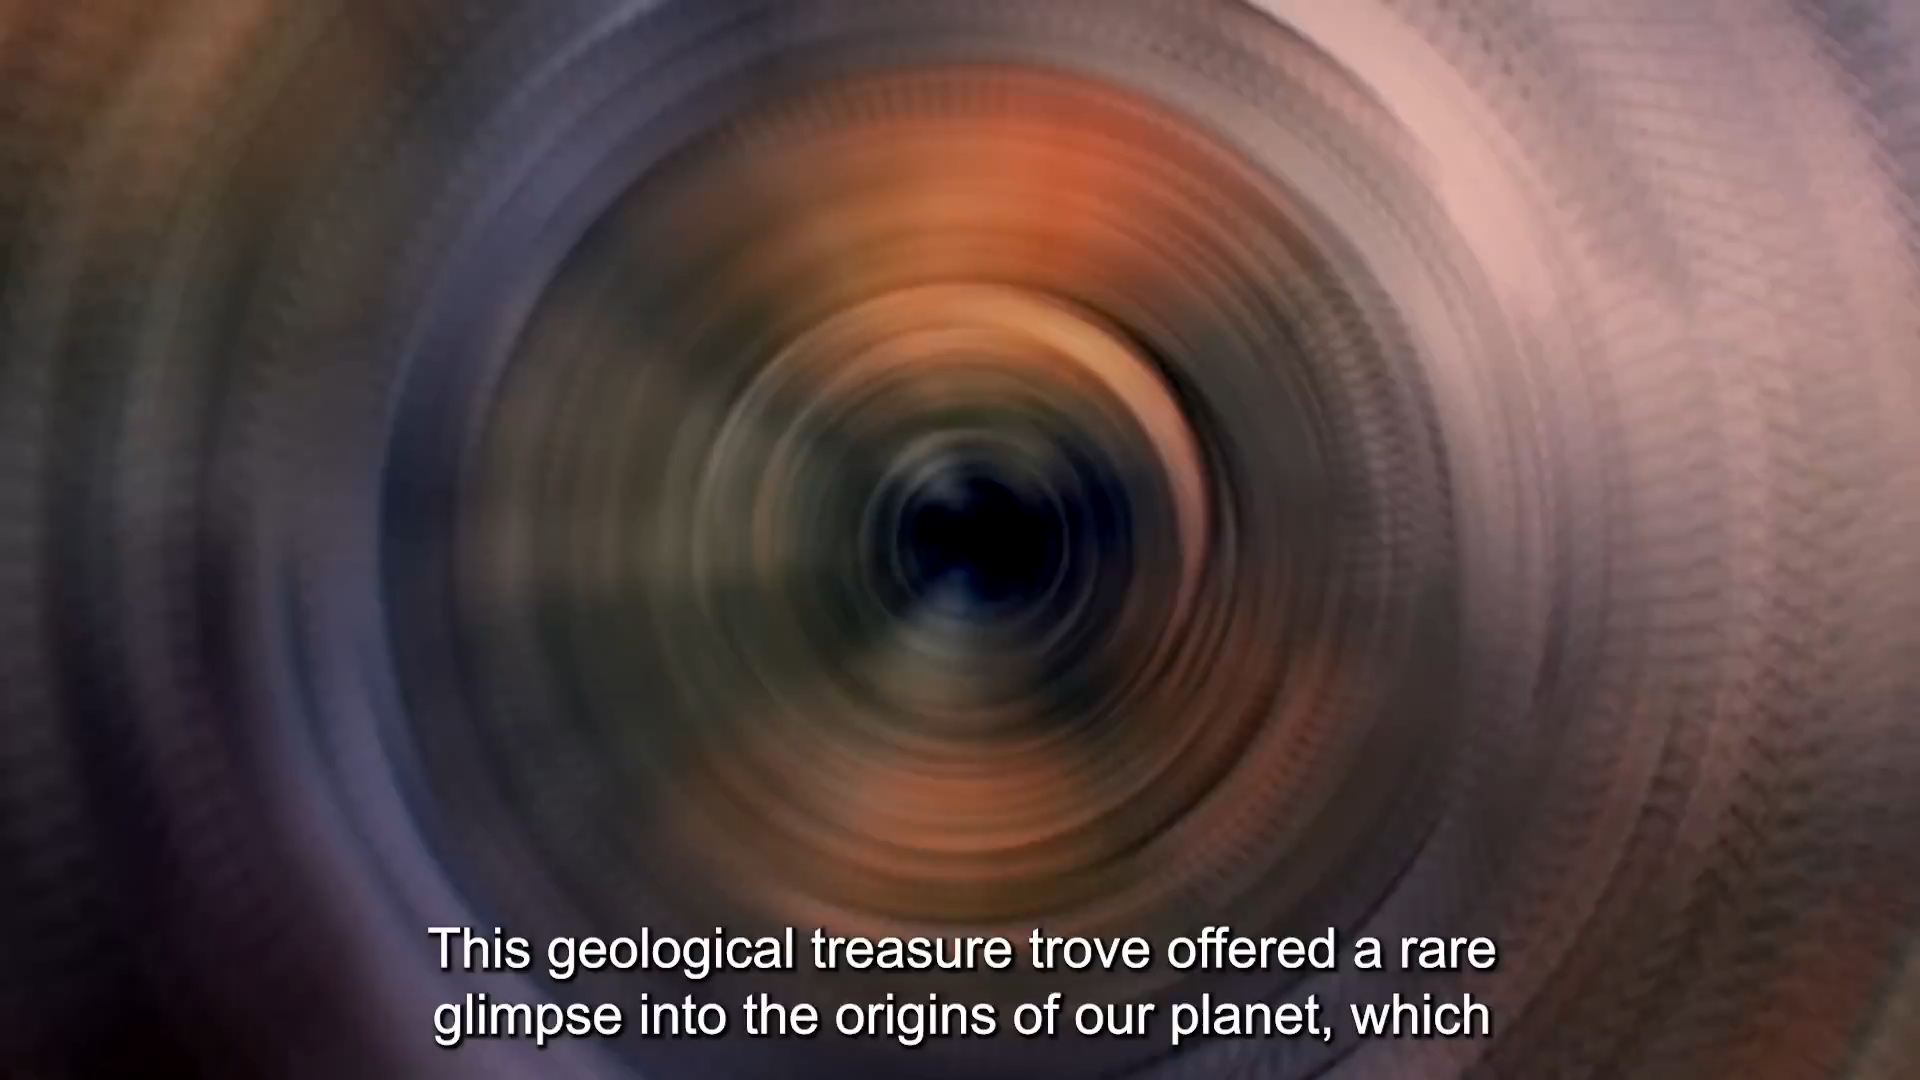 This geological treasure trove offered a rare
glimpse into the origins of our planet, which